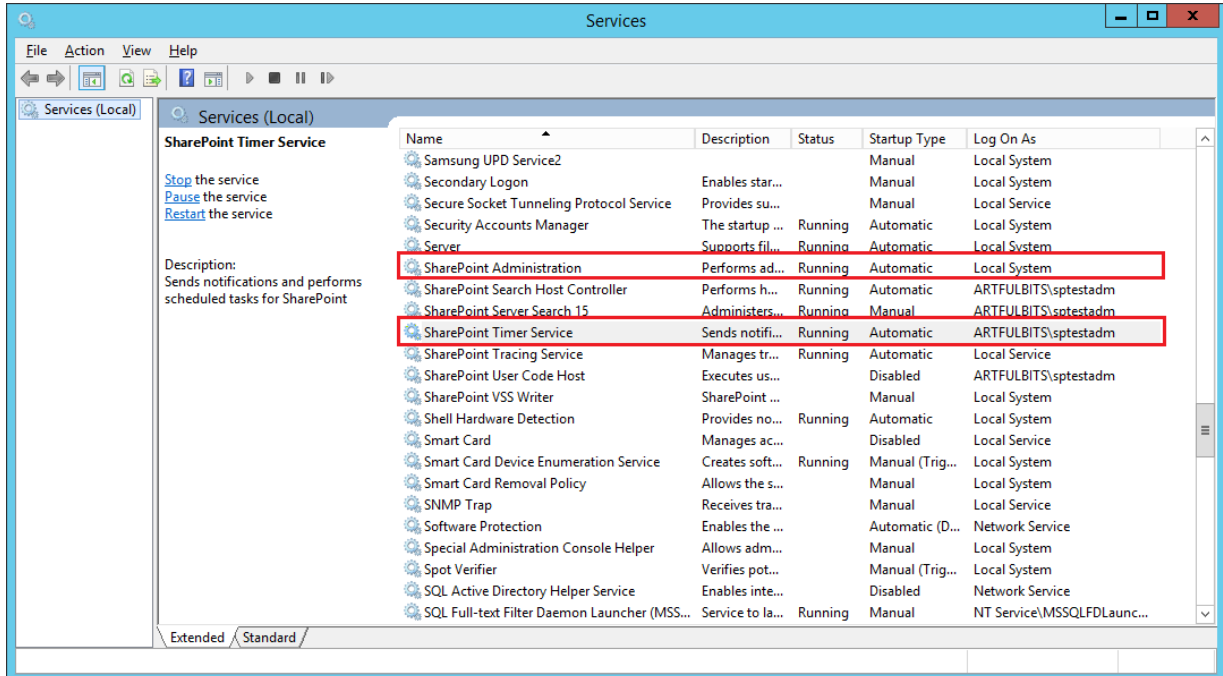 Services
File Action View Help
Services (Local)
Services (Local)
SharePoint Timer Service
Stop the service
Pause the service
Restart the service
Description:
Sends notifications and performs
scheduled tasks for SharePoint
Name Description Status Startup Type Log On As
Samsung UPD Service2 Manual Local System
Secondary Logon Enables star... Manual Local System
Secure Socket Tunneling Protocol Service Provides su... Manual Local Service
Security Accounts Manager The startup ... Running Automatic Local System
Server Supports fil... Running Automatic Local System
SharePoint Administration Performs ad... Running Automatic Local System
SharePoint Search Host Controller Performs h... Running Automatic ARTFULBITS\sptestadm
SharePoint Server Search 15 Administers... Running Manual ARTFULBITS\sptestadm
SharePoint Timer Service Sends notifi... Running Automatic ARTFULBITS\sptestadm
SharePoint Tracing Service Manages tr... Running Automatic Local Service
SharePoint User Code Host Executes us... Disabled ARTFULBITS\sptestadm
SharePoint VSS Writer SharePoint ... Manual Local System
Shell Hardware Detection Provides no... Running Automatic Local System
Smart Card Manages ac... Disabled Local Service
Smart Card Device Enumeration Service Creates soft... Running Manual (Trig... Local System
Smart Card Removal Policy Allows the s... Manual Local System
SNMP Trap Receives tra... Manual Local Service
Software Protection Enables the ... Automatic (D... Network Service
Special Administration Console Helper Allows adm... Manual Local System
Spot Verifier Verifies pot... Manual (Trig... Local System
SQL Active Directory Helper Service Enables inte... Disabled Network Service
SQL Full-text Filter Daemon Launcher (MSS... Service to la... Running Manual NT Service\MSSQLFDLaunc...
Extended Standard